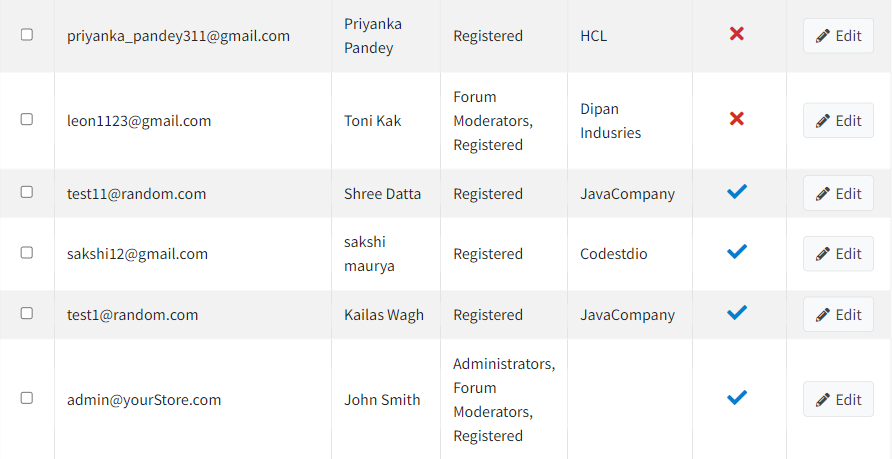 priyanka_pandey311@gmail.com Priyanka Pandey Registered HCL Edit
leon1123@gmail.com Toni Kak Forum Moderators, Registered Dipan Indusries Edit
test11@random.com Shree Datta Registered JavaCompany Edit
sakshi12@gmail.com sakshi maurya Registered Codestdio Edit
test1@random.com Kailas Wagh Registered JavaCompany Edit
admin@yourStore.com John Smith Administrators, Forum Moderators, Registered Edit